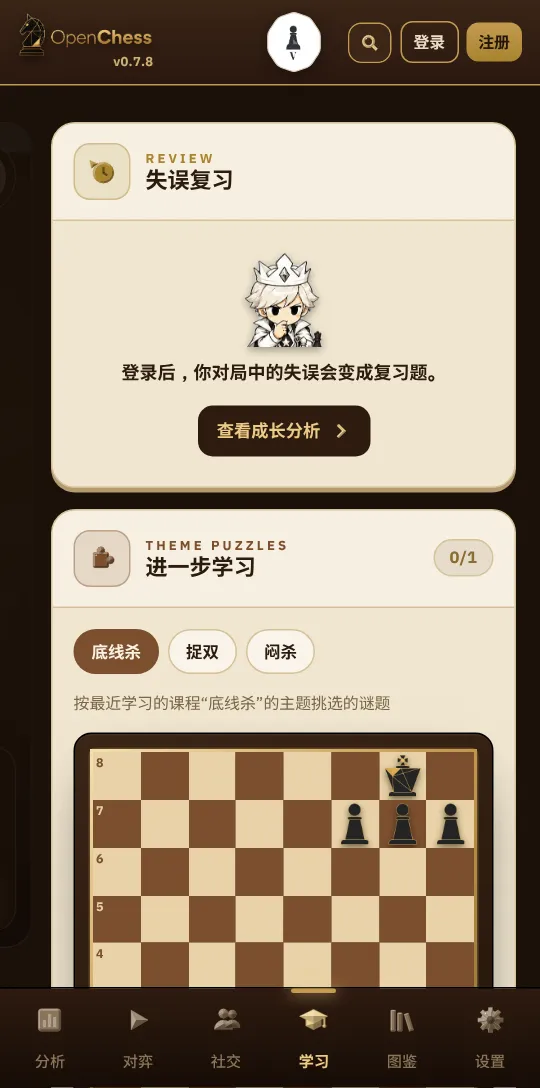 OpenChess
v0.7.8
V
登录
注册
REVIEW
失误复习
登录后，你对局中的失误会变成复习题。
查看成长分析
THEME PUZZLES
进一步学习
0/1
底线杀
捉双
闷杀
按最近学习的课程“底线杀”的主题挑选的谜题
8
7
6
5
4
分析
对弈
社交
学习
图鉴
设置